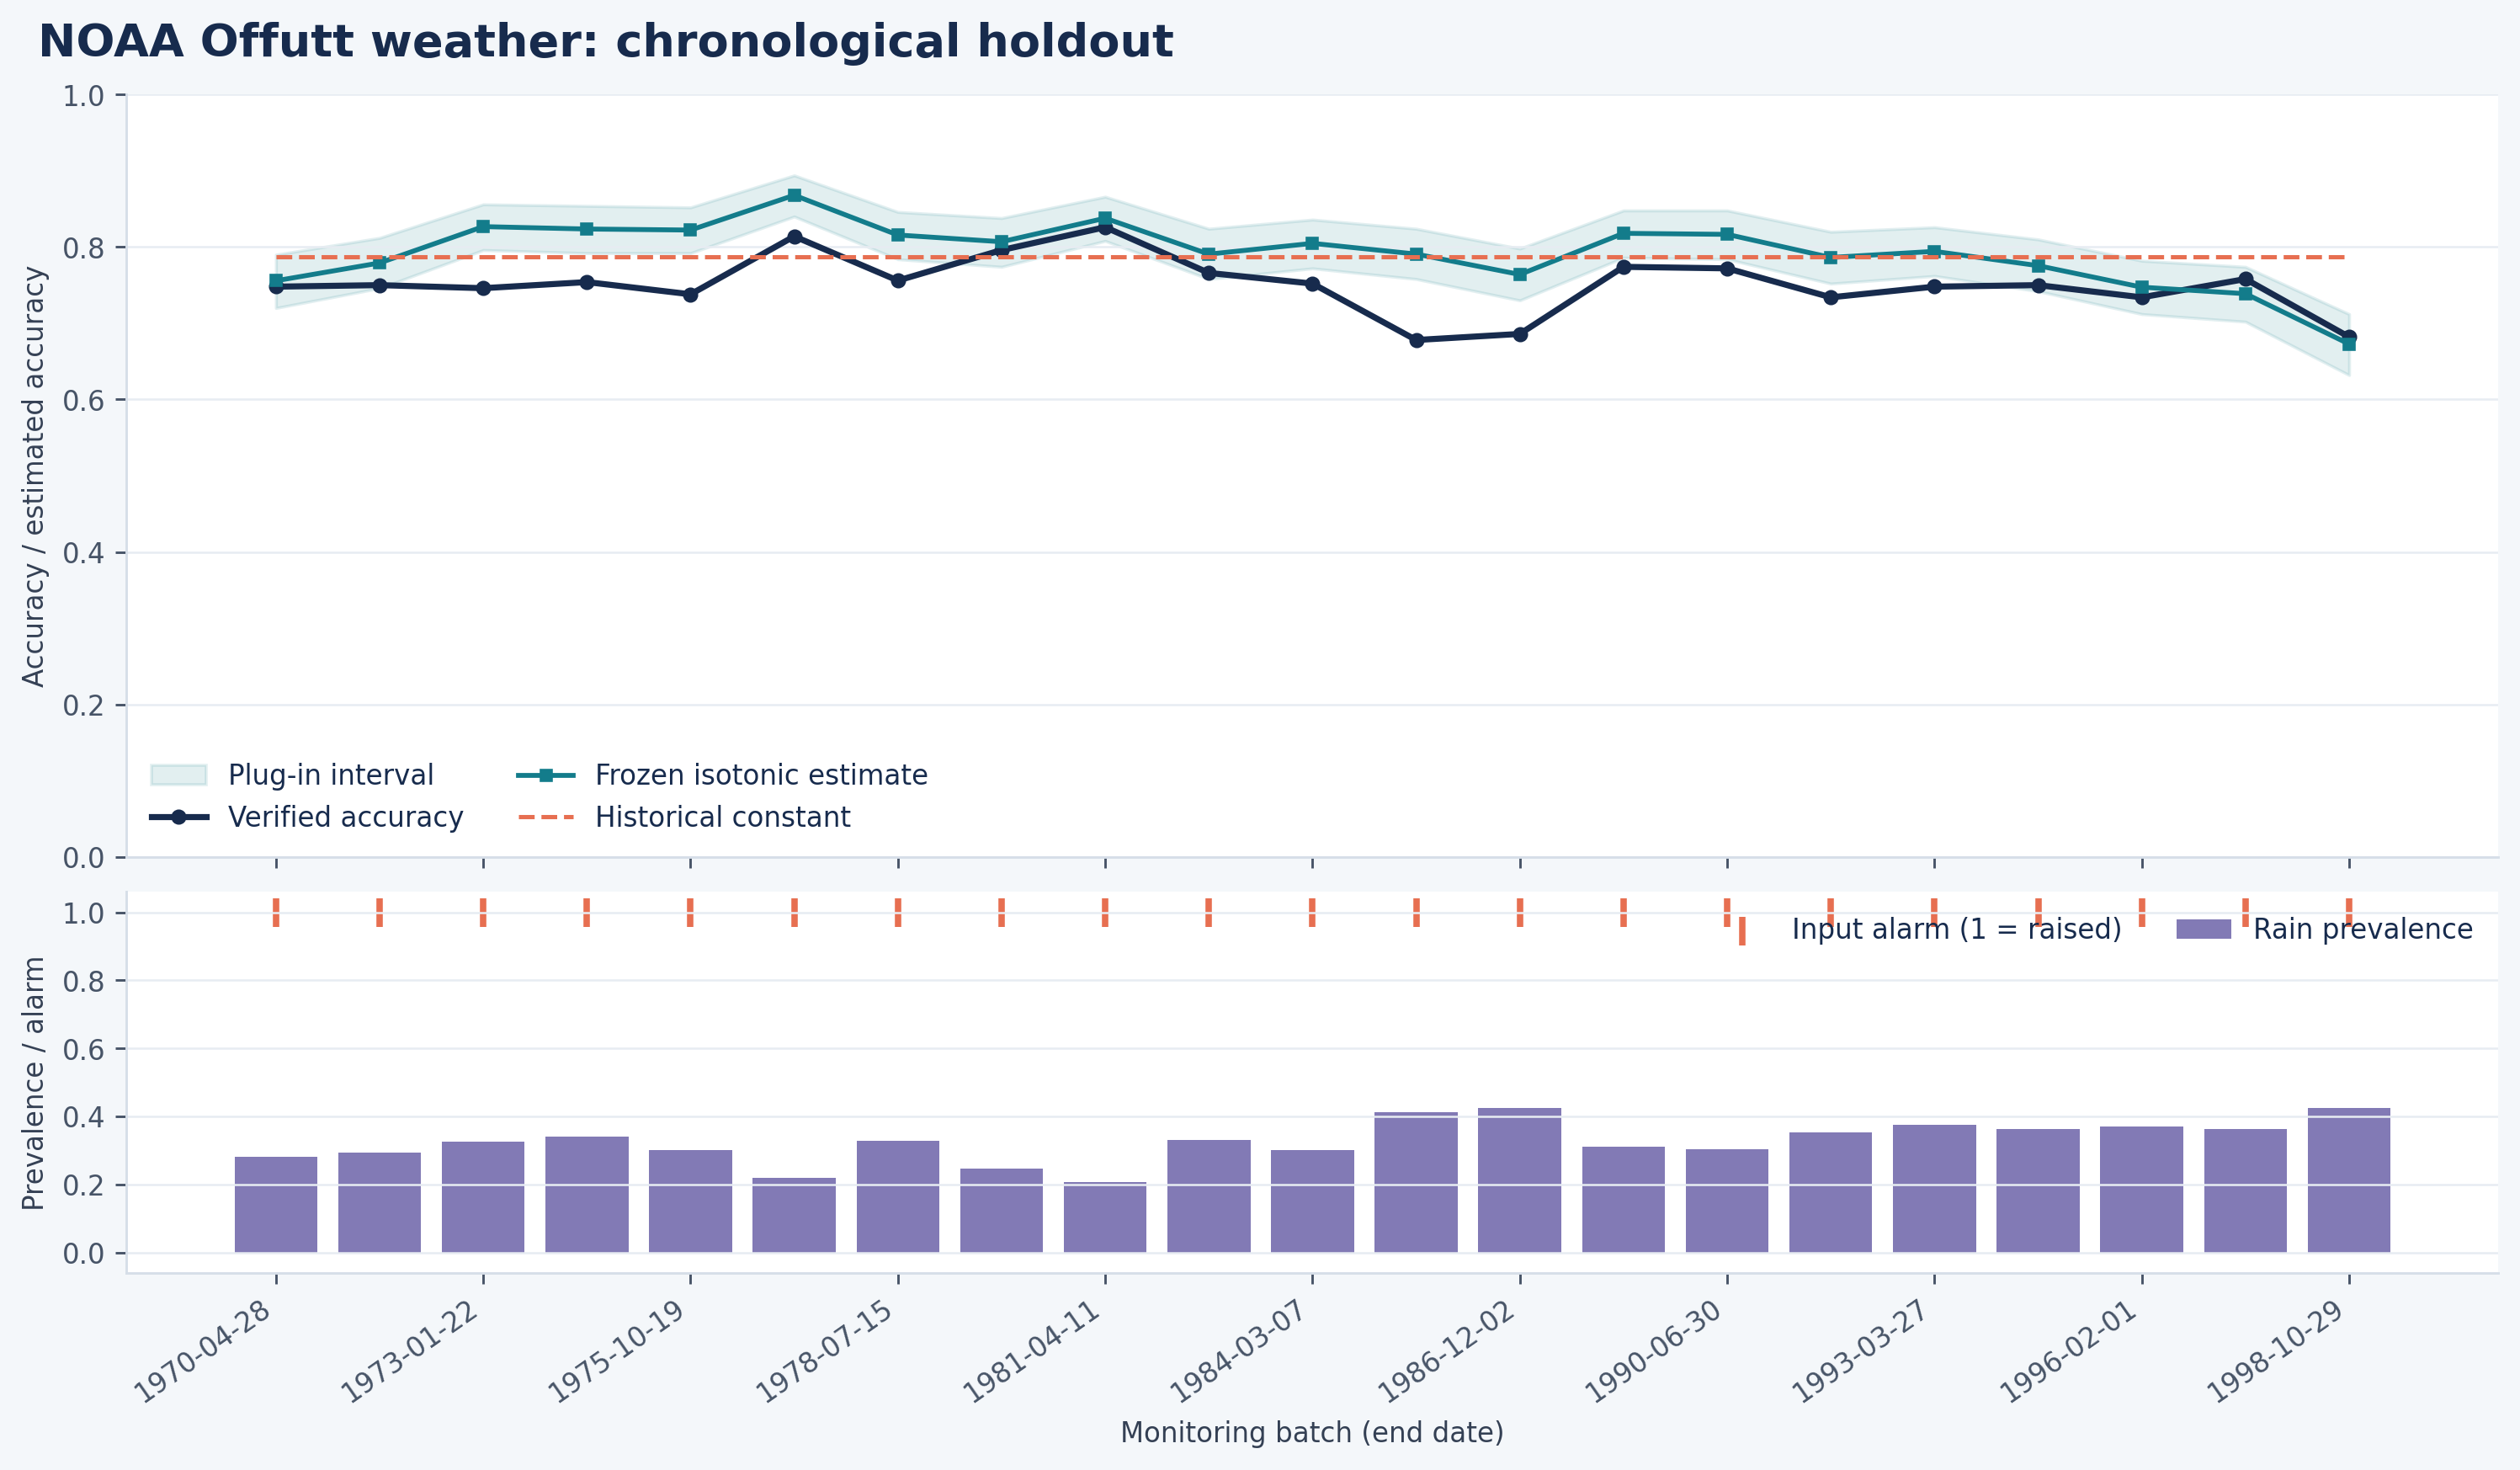 NOAA Offutt weather: chronological holdout
Accuracy / estimated accuracy
1.0
0.8
0.6
0.4
0.2
0.0
Plug-in interval
Verified accuracy
Frozen isotonic estimate
Historical constant
Prevalence / alarm
1.0
0.8
0.6
0.4
0.2
0.0
Input alarm (1 = raised)
Rain prevalence
1970-04-28
1973-01-22
1975-10-19
1978-07-15
1981-04-11
1984-03-07
1986-12-02
1990-06-30
1993-03-27
1996-02-01
1998-10-29
Monitoring batch (end date)